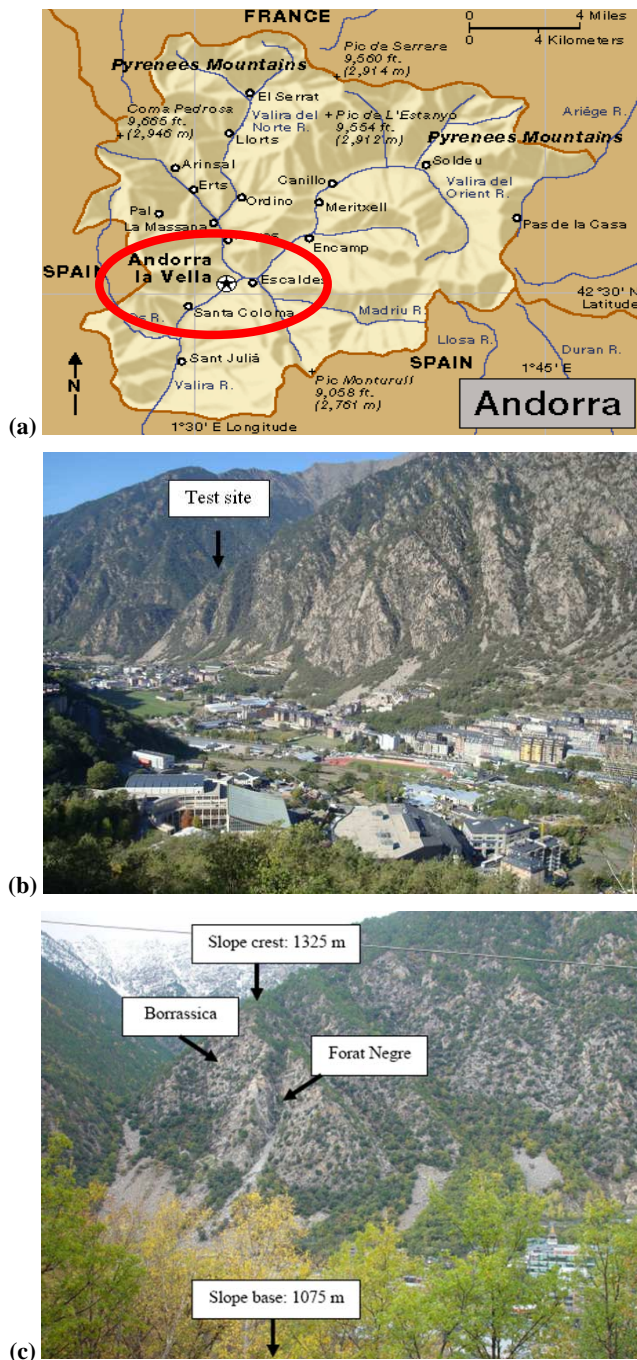 FRANCE
0 4 Miles
0 4 Kilometers
Pic de Serrere
9,560 ft.
(2,914 m)
Pyrenees Mountains
El Serrat
Coma Pedrosa
9,665 ft.
(2,946 m)
Valira del
Norte R.
Pic de L'Estanyo
9,554 ft.
(2,912 m)
Ariége R.
Pyrenees Mountains
Llorts
Arinsal
Soldeu
Erts
Canillo
Valira del
Orient R.
Ordino
Meritxell
Pal
La Massana
Pas de la Casa
Encamp
SPAIN
Andorra
la Vella
Escaldes
42°30' N
Latitude
Santa Coloma
Madriu R
R.
Llosa R.
Duran R.
Sant Juliá
SPAIN
1°45' E
N
Valira R.
Pic Monturull
9,058 ft.
(2,761 m)
Andorra
1°30' E Longitude
(a)
Test site
(b)
Slope crest: 1325 m
Borrassica
Forat Negre
Slope base: 1075 m
(c)